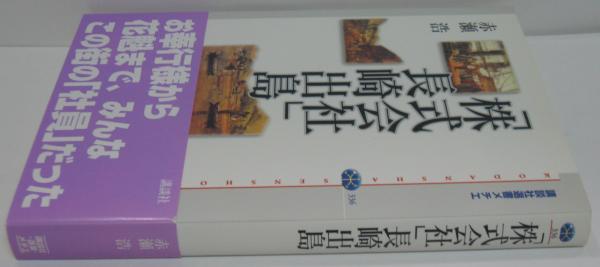 赤瀬 浩
「株式会社」
長崎出島
KODANSHA SENSHO
336
講談社選書メチエ
お奉行様から
花魁まで、みんな
この街の「社員」だった
講談社
「株式会社」長崎出島
赤瀬 浩